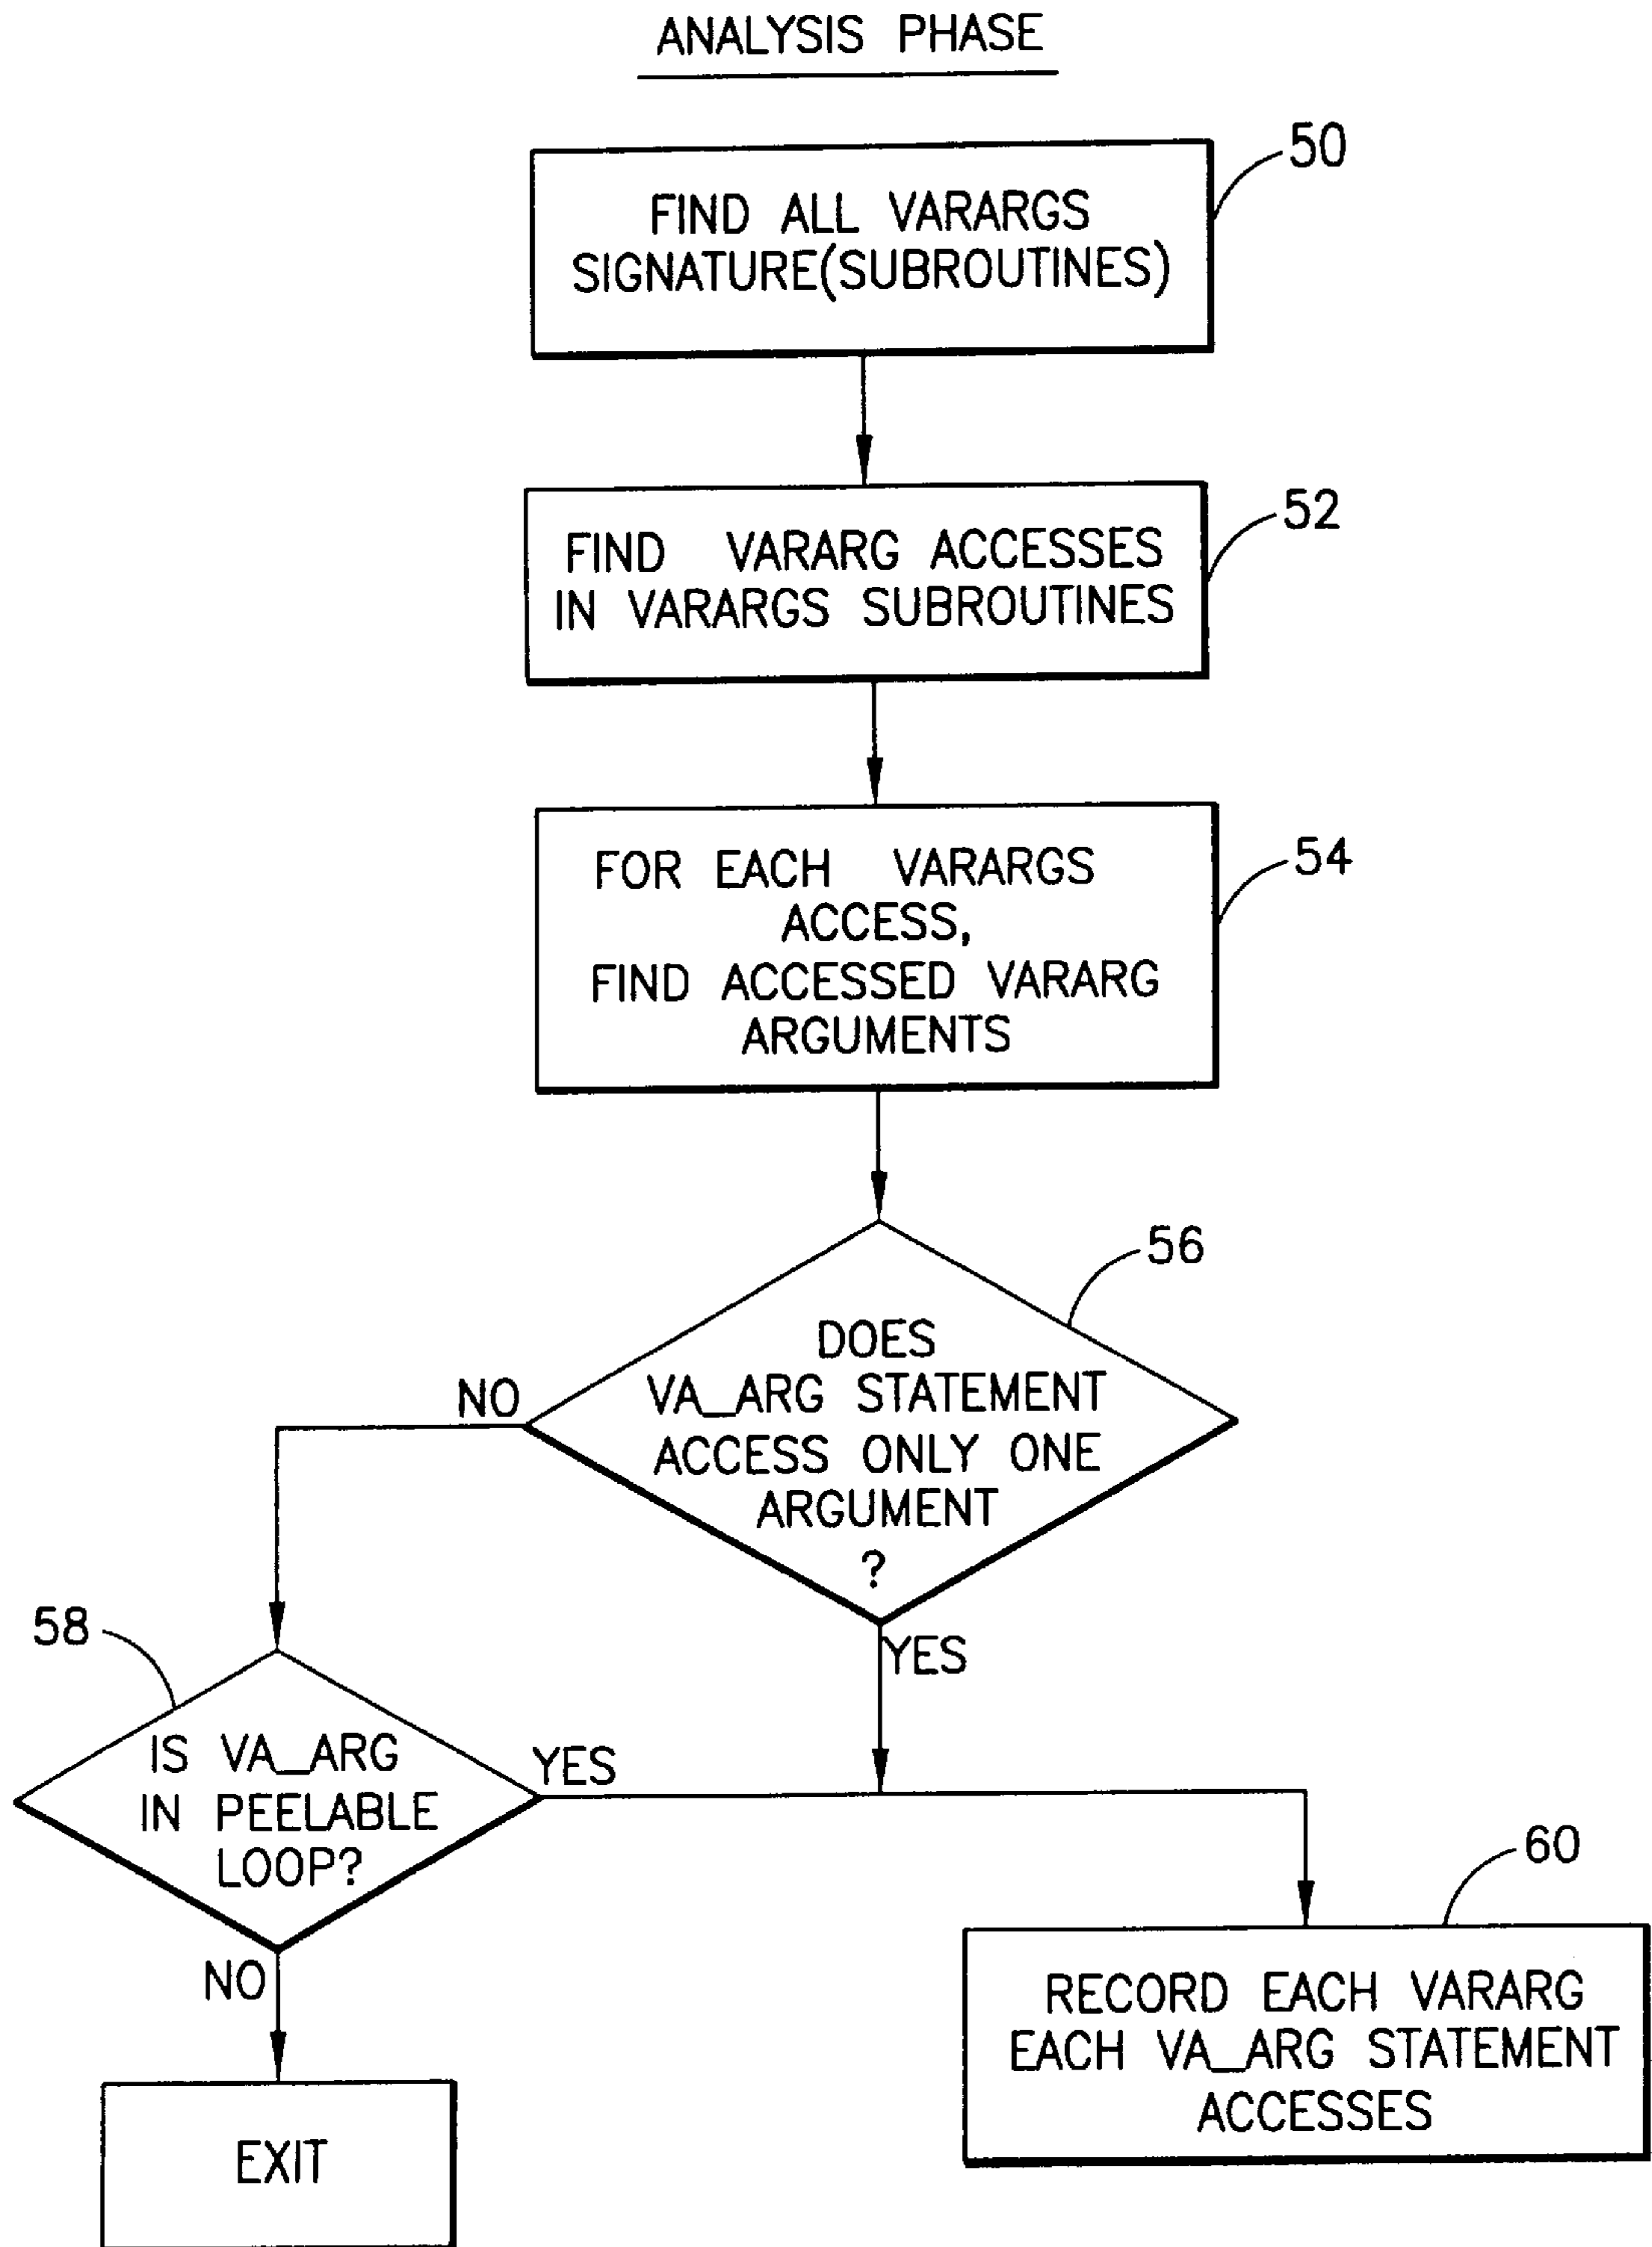 ANALYSIS PHASE
50
FIND ALL VARARGS
SIGNATURE(SUBROUTINES)
52
FIND VARARG ACCESSES
IN VARARGS SUBROUTINES
54
FOR EACH VARARGS
ACCESS,
FIND ACCESSED VARARG
ARGUMENTS
56
DOES
VA_ARG STATEMENT
ACCESS ONLY ONE
ARGUMENT
?
NO
YES
58
IS VA_ARG
IN PEELABLE
LOOP?
YES
NO
60
RECORD EACH VARARG
EACH VA_ARG STATEMENT
ACCESSES
EXIT